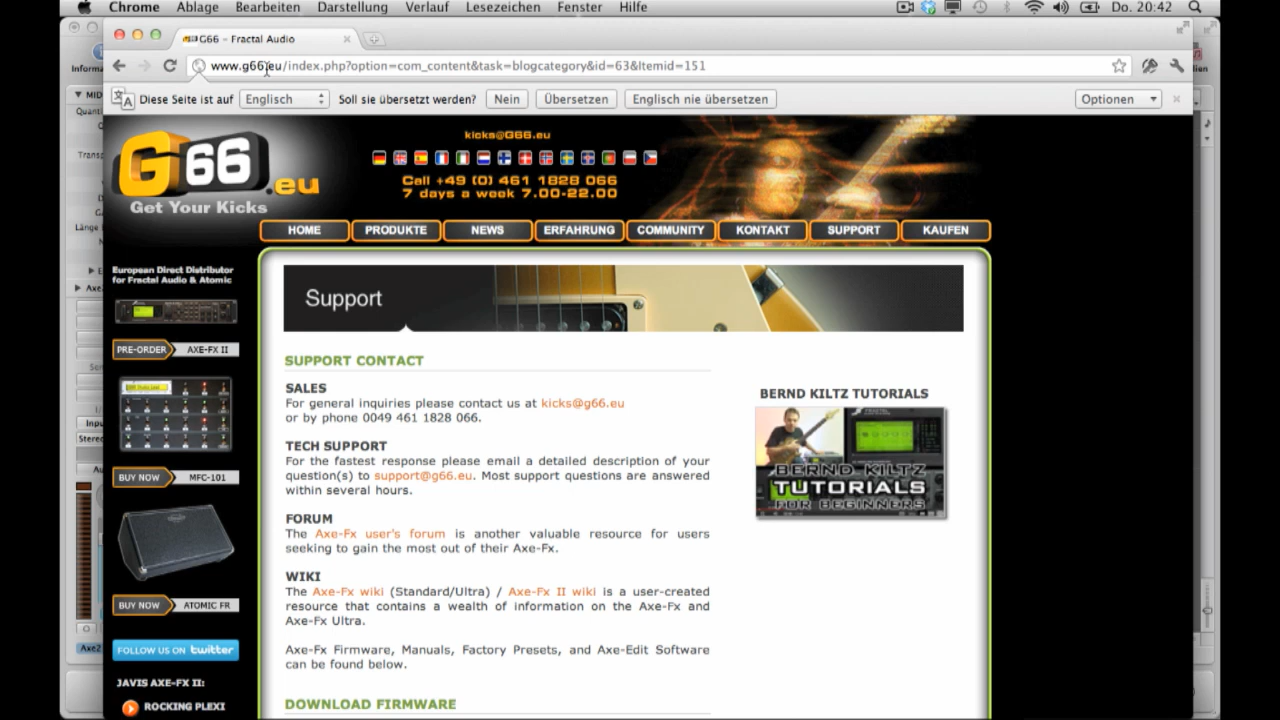 Chrome Ablage Bearbeiten Darstellung Verlauf Lesezeichen Fenster Hilfe Do. 20:42
G66 - Fractal Audio
www.g66.eu/index.php?option=com_content&task=blogcategory&id=63&Itemid=151
Informa
Diese Seite ist auf Englisch Soll sie übersetzt werden? Nein Übersetzen Englisch nie übersetzen Optionen
MID
Quanti
Transp
Länge
Axe2
Inpu
Stereo
Au
Axe2
G66.eu
Get Your Kicks
kicks@G66.eu
Call +49 (0) 461 1828 066
7 days a week 7.00-22.00
HOME PRODUKTE NEWS ERFAHRUNG COMMUNITY KONTAKT SUPPORT KAUFEN
European Direct Distributor
for Fractal Audio & Atomic
PRE-ORDER AXE-FX II
BUY NOW MFC-101
BUY NOW ATOMIC FR
FOLLOW US ON twitter
JAVIS AXE-FX II:
ROCKING PLEXI
Support
SUPPORT CONTACT
SALES
For general inquiries please contact us at kicks@g66.eu
or by phone 0049 461 1828 066.
TECH SUPPORT
For the fastest response please email a detailed description of your
question(s) to support@g66.eu. Most support questions are answered
within several hours.
FORUM
The Axe-Fx user's forum is another valuable resource for users
seeking to gain the most out of their Axe-Fx.
WIKI
The Axe-Fx wiki (Standard/Ultra) / Axe-Fx II wiki is a user-created
resource that contains a wealth of information on the Axe-Fx and
Axe-Fx Ultra.
Axe-Fx Firmware, Manuals, Factory Presets, and Axe-Edit Software
can be found below.
DOWNLOAD FIRMWARE
BERND KILTZ TUTORIALS
BERND KILTZ
TUTORIALS
FOR BEGINNERS